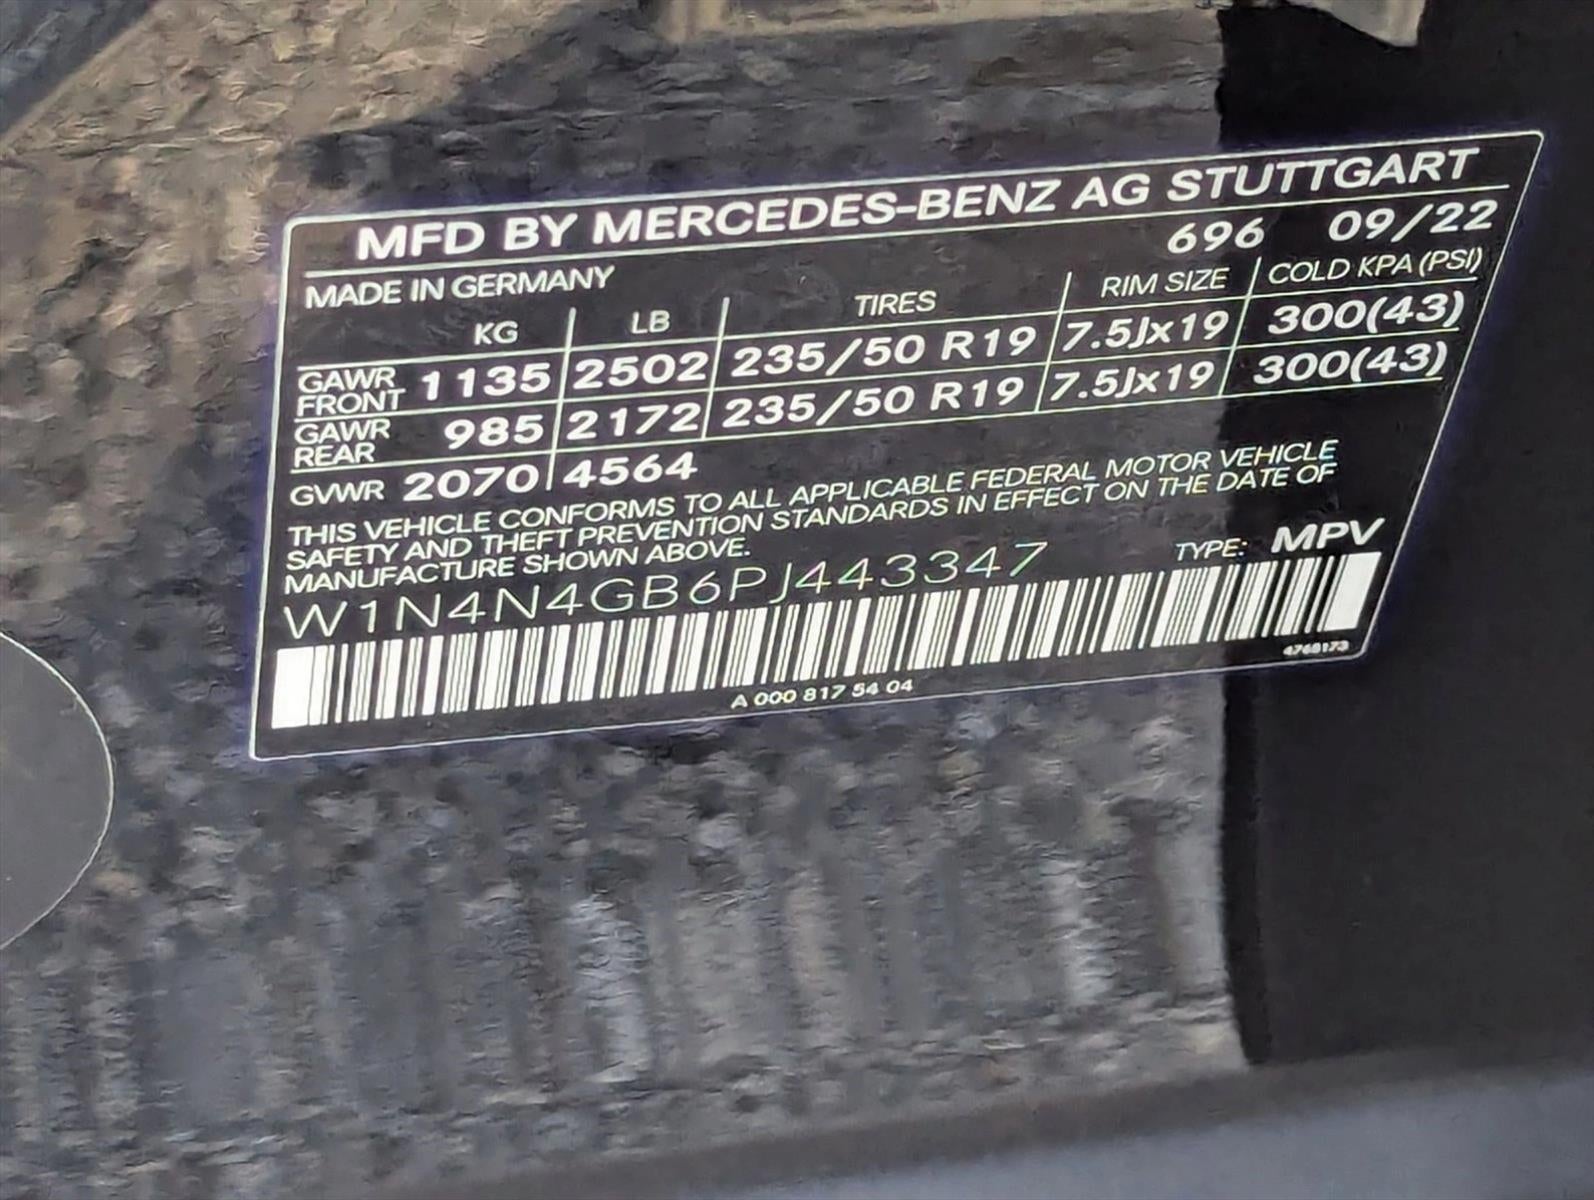 MFD BY MERCEDES-BENZ AG STUTTGART
MADE IN GERMANY 696 09/22
KG LB TIRES RIM SIZE COLD KPA (PSI)
GAWR FRONT 1135 2502 235/50 R19 7.5Jx19 300(43)
GAWR REAR 985 2172 235/50 R19 7.5Jx19 300(43)
GVWR 2070 4564
THIS VEHICLE CONFORMS TO ALL APPLICABLE FEDERAL MOTOR VEHICLE
SAFETY AND THEFT PREVENTION STANDARDS IN EFFECT ON THE DATE OF
MANUFACTURE SHOWN ABOVE.
W1N4N4GB6PJ443347 TYPE: MPV
4768173
A 000 817 54 04